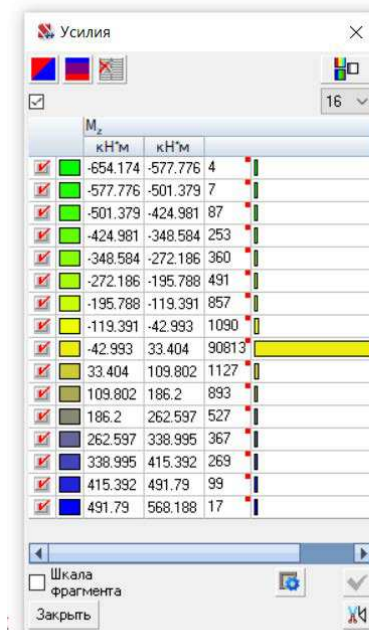 Усилия
16
Mz
кН*м кН*м
-654.174 -577.776 4
-577.776 -501.379 7
-501.379 -424.981 87
-424.981 -348.584 253
-348.584 -272.186 360
-272.186 -195.788 491
-195.788 -119.391 857
-119.391 -42.993 1090
-42.993 33.404 90813
33.404 109.802 1127
109.802 186.2 893
186.2 262.597 527
262.597 338.995 367
338.995 415.392 269
415.392 491.79 99
491.79 568.188 17
Шкала
фрагмента
Закрыть